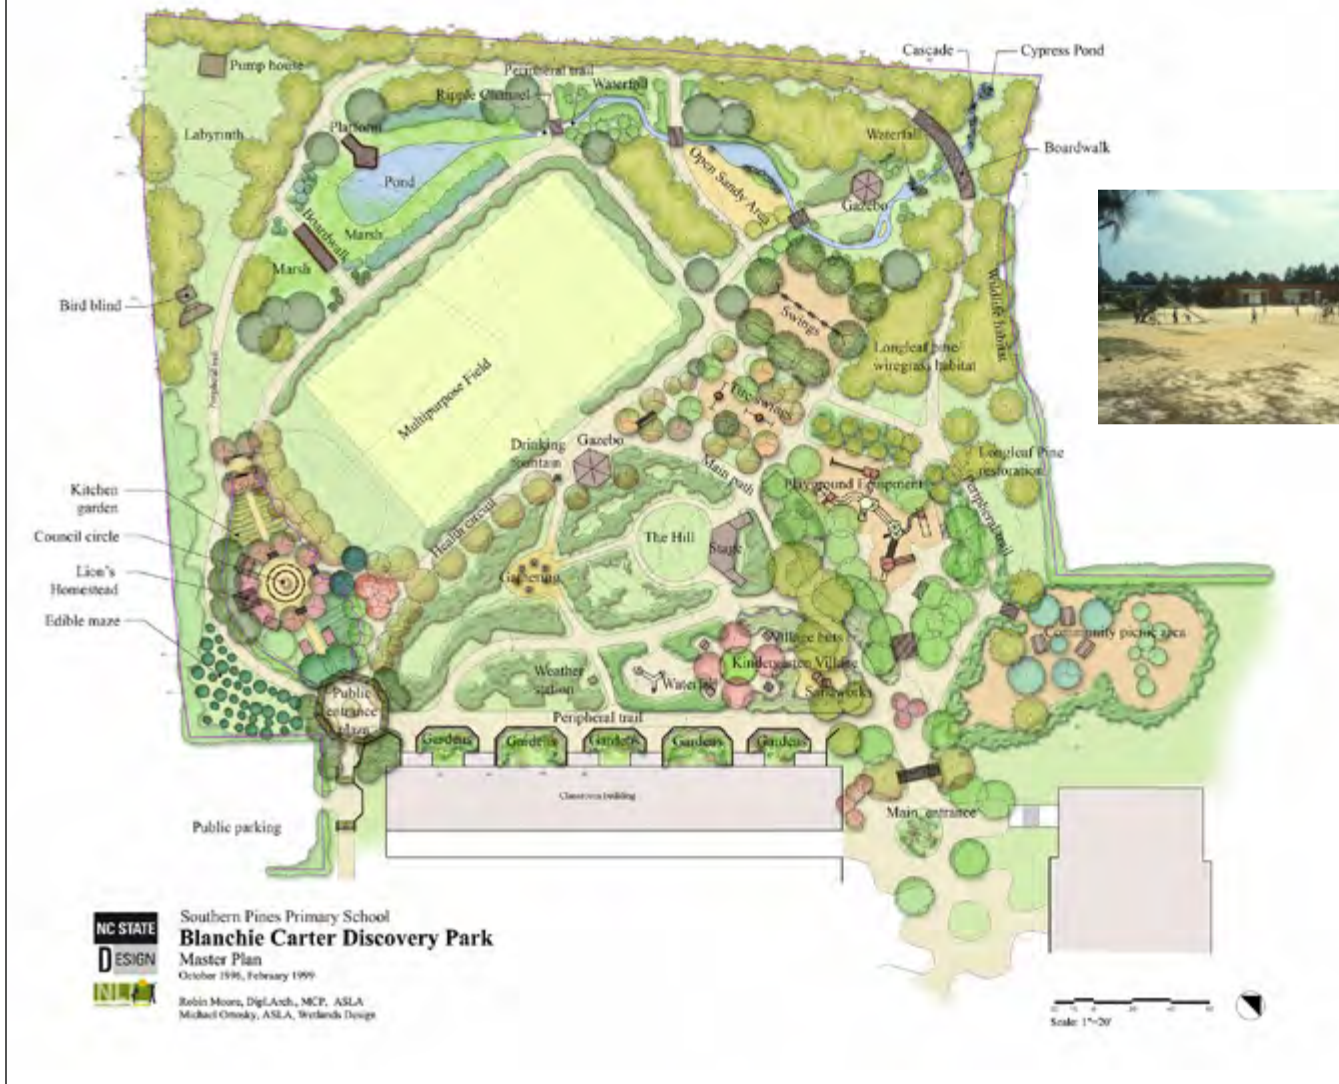 Pump house
Peripheral trail
Waterfall
Ripple Channel
Cascade
Cypress Pond
Labyrinth
Platform
Waterfall
Boardwalk
Open Sandy Area
Pond
Gazebo
Boardwalk
Marsh
Marsh
Wildlife habitat
Bird blind
Swings
Longleaf pine
wiregrass habitat
Peripheral trail
Multipurpose Field
Tire swings
Drinking
fountain
Gazebo
Main path
Longleaf Pine
restoration
Playground Equipment
Kitchen
garden
Health circuit
Peripheral trail
Council circle
The Hill
Stage
Lion's
Homestead
Gathering
Edible maze
Village huts
Community picnic area
Kindergarten Village
Weather
station
Sandworks
Public
entrance
plaza
Peripheral trail
Gardens
Gardens
Gardens
Gardens
Gardens
Classroom building
Main entrance
Public parking
NC STATE
DESIGN
NLI
Southern Pines Primary School
Blanchie Carter Discovery Park
Master Plan
October 1996, February 1999
Robin Moore, Dipl.Arch., MCP, ASLA
Michael Ortosky, ASLA, Wetlands Design
Scale: 1"=20'